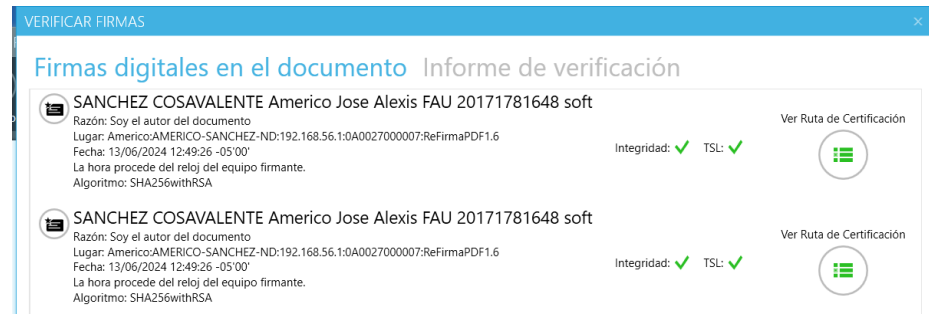 VERIFICAR FIRMAS
Firmas digitales en el documento Informe de verificación
SANCHEZ COSAVALENTE Americo Jose Alexis FAU 20171781648 soft
Razón: Soy el autor del documento
Lugar: Americo:AMERICO-SANCHEZ-ND:192.168.56.1:0A0027000007:ReFirmaPDF1.6
Fecha: 13/06/2024 12:49:26 -05'00'
La hora procede del reloj del equipo firmante.
Algoritmo: SHA256withRSA
Integridad: TSL:
Ver Ruta de Certificación
SANCHEZ COSAVALENTE Americo Jose Alexis FAU 20171781648 soft
Razón: Soy el autor del documento
Lugar: Americo:AMERICO-SANCHEZ-ND:192.168.56.1:0A0027000007:ReFirmaPDF1.6
Fecha: 13/06/2024 12:49:26 -05'00'
La hora procede del reloj del equipo firmante.
Algoritmo: SHA256withRSA
Integridad: TSL:
Ver Ruta de Certificación